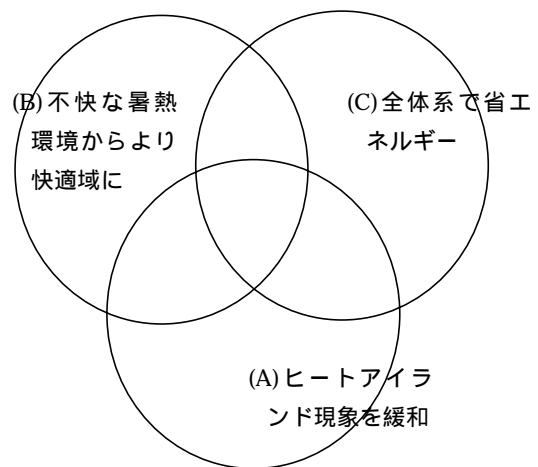 (B)不快な暑熱
環境からより
快適域に
(C)全体系で省エ
ネルギー
(A)ヒートアイラ
ンド現象を緩和